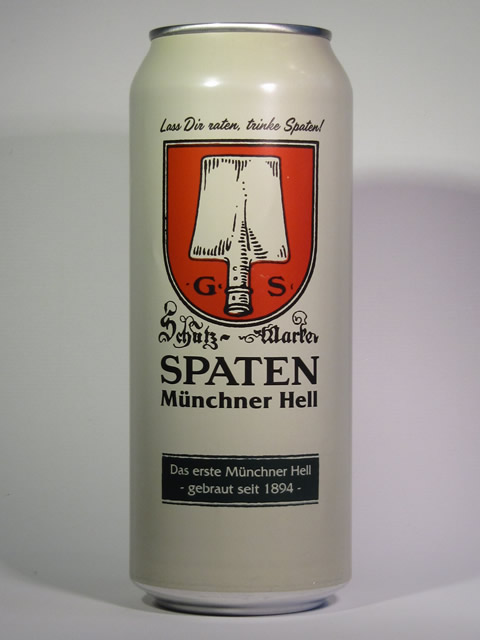 Lass Dir raten, trinke Spaten!
G S
Schutz-Marke
SPATEN
Münchner Hell
Das erste Münchner Hell
- gebraut seit 1894 -